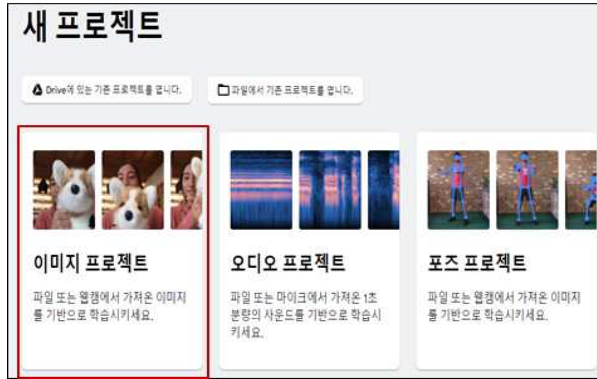 새 프로젝트
Drive에 있는 기존 프로젝트를 엽니다.
파일에서 기존 프로젝트를 엽니다.
이미지 프로젝트
파일 또는 웹캠에서 가져온 이미지
를 기반으로 학습시키세요.
오디오 프로젝트
파일 또는 마이크에서 가져온 1초
분량의 사운드를 기반으로 학습시
키세요.
포즈 프로젝트
파일 또는 웹캠에서 가져온 이미지
를 기반으로 학습시키세요.